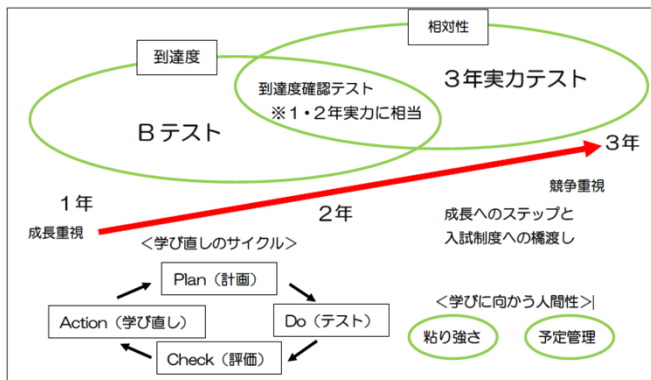 相対性
到達度
到達度確認テスト
※1・2年実力に相当
3年実力テスト
Bテスト
3年
競争重視
1年
2年
成長重視
成長へのステップと
入試制度への橋渡し
<学び直しのサイクル>
Plan（計画）
Action（学び直し）
Do（テスト）
Check（評価）
<学びに向かう人間性>
粘り強さ
予定管理